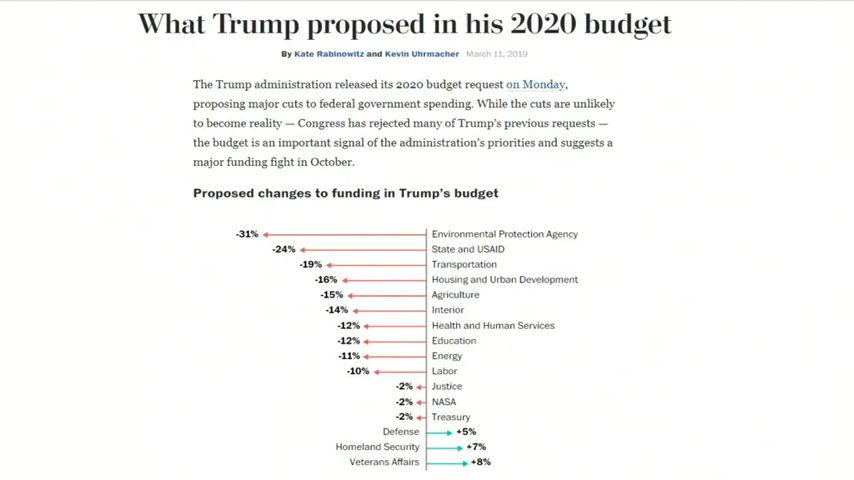 What Trump proposed in his 2020 budget
By Kate Rabinowitz and Kevin Uhrmacher March 11, 2019
The Trump administration released its 2020 budget request on Monday,
proposing major cuts to federal government spending. While the cuts are unlikely
to become reality — Congress has rejected many of Trump's previous requests —
the budget is an important signal of the administration's priorities and suggests a
major funding fight in October.
Proposed changes to funding in Trump's budget
-31% Environmental Protection Agency
-24% State and USAID
-19% Transportation
-16% Housing and Urban Development
-15% Agriculture
-14% Interior
-12% Health and Human Services
-12% Education
-11% Energy
-10% Labor
-2% Justice
-2% NASA
-2% Treasury
Defense +5%
Homeland Security +7%
Veterans Affairs +8%